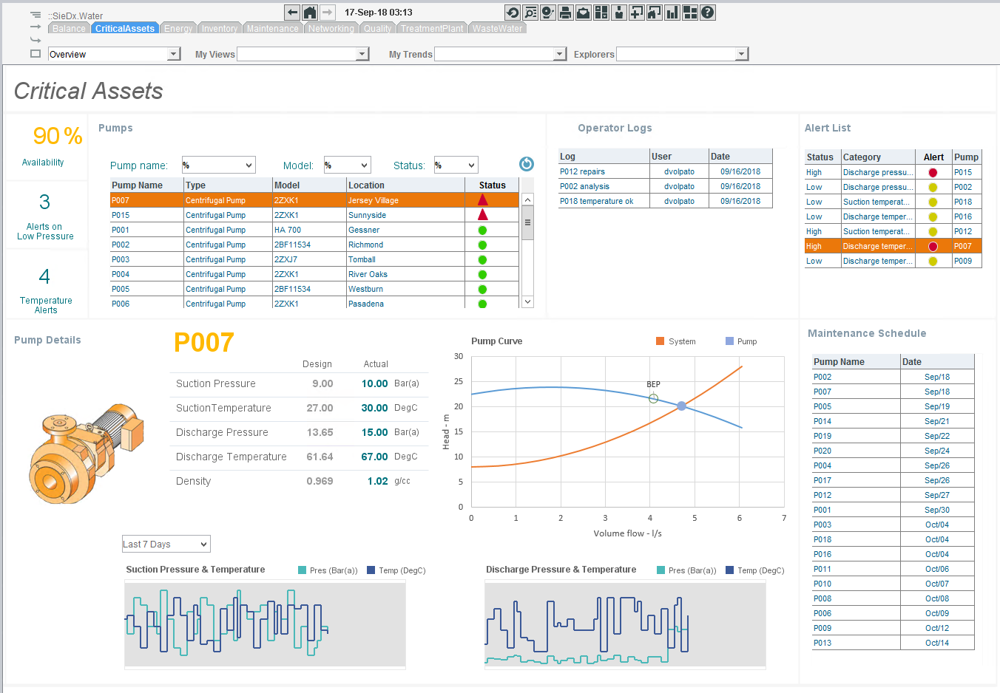 ::SieDx.Water
17-Sep-18 03:13
Balance CriticalAssets Energy Inventory Maintenance Networking Quality TreatmentPlant WasteWater
Overview My Views My Trends Explorers
Critical Assets
90 %
Availability
3
Alerts on
Low Pressure
4
Temperature
Alerts
Pumps
Pump name: % Model: % Status: %
Pump Name Type Model Location Status
P007 Centrifugal Pump 2ZXK1 Jersey Village
P015 Centrifugal Pump 2ZXK1 Sunnyside
P001 Centrifugal Pump HA 700 Gessner
P002 Centrifugal Pump 2BF11534 Richmond
P003 Centrifugal Pump 2ZXJ7 Tomball
P004 Centrifugal Pump 2ZXK1 River Oaks
P005 Centrifugal Pump 2BF11534 Westburn
P006 Centrifugal Pump 2ZXK1 Pasadena
Operator Logs
Log User Date
P012 repairs dvolpato 09/16/2018
P002 analysis dvolpato 09/16/2018
P018 temperature ok dvolpato 09/16/2018
Alert List
Status Category Alert Pump
High Discharge pressu... P015
Low Discharge pressu... P002
Low Suction temperat... P018
Low Discharge temper... P016
High Suction temperat... P012
High Discharge temper... P007
Low Discharge temper... P009
Pump Details
P007
Design Actual
Suction Pressure 9.00 10.00 Bar(a)
SuctionTemperature 27.00 30.00 DegC
Discharge Pressure 13.65 15.00 Bar(a)
Discharge Temperature 61.64 67.00 DegC
Density 0.969 1.02 g/cc
Pump Curve System Pump
30
25
20
15
10
5
0
Head - m
BEP
0 1 2 3 4 5 6 7
Volume flow - l/s
Last 7 Days
Suction Pressure & Temperature Pres (Bar(a)) Temp (DegC)
Discharge Pressure & Temperature Pres (Bar(a)) Temp (DegC)
Maintenance Schedule
Pump Name Date
P002 Sep/18
P007 Sep/18
P005 Sep/19
P014 Sep/21
P019 Sep/22
P020 Sep/24
P004 Sep/26
P017 Sep/26
P012 Sep/27
P001 Sep/30
P003 Oct/04
P018 Oct/04
P016 Oct/04
P011 Oct/06
P010 Oct/07
P008 Oct/08
P006 Oct/09
P009 Oct/12
P013 Oct/14